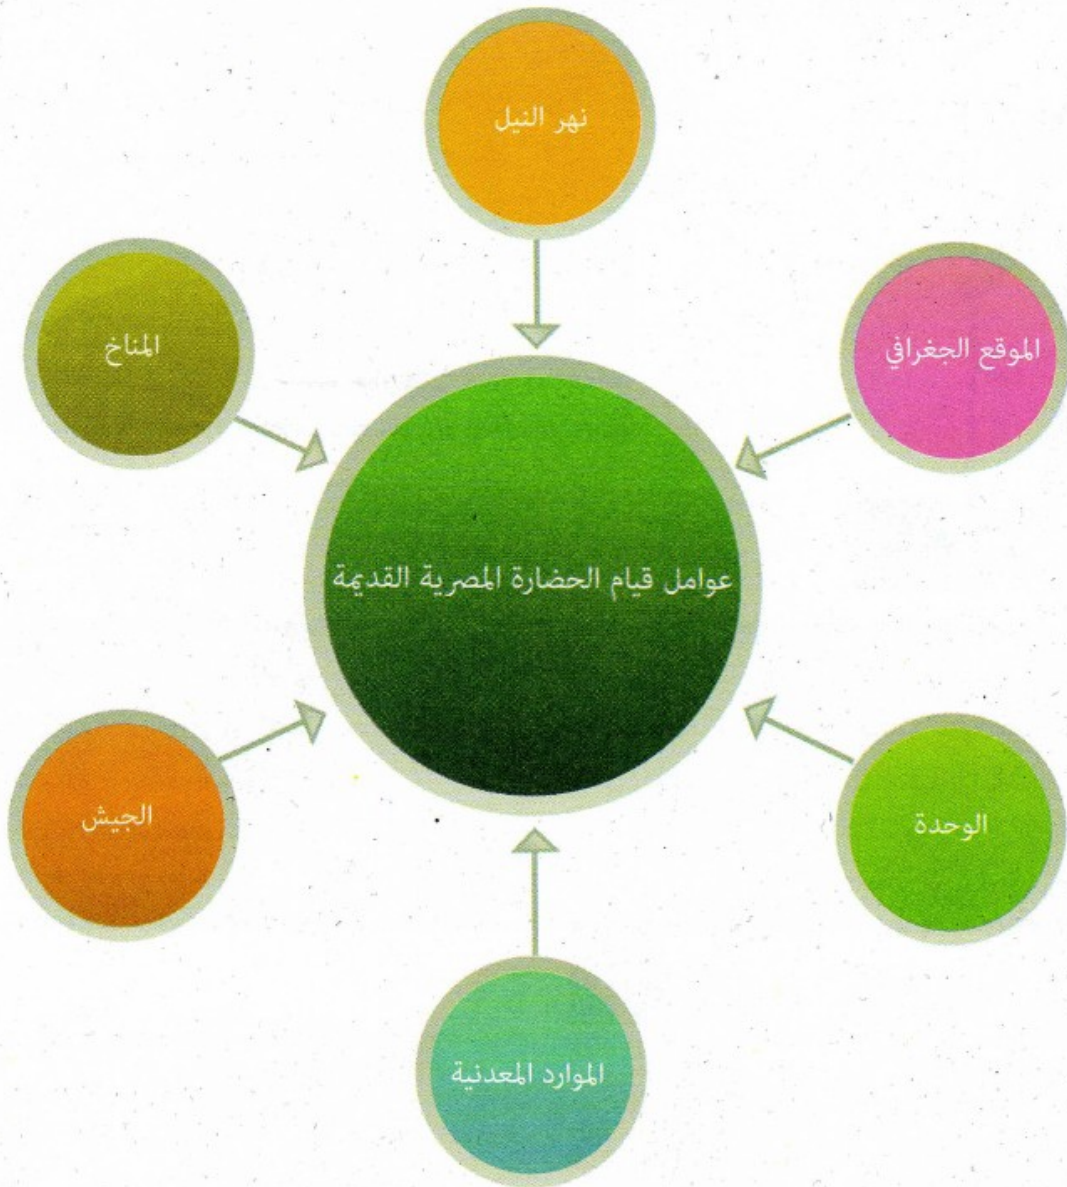 نهر النيل
الموقع الجغرافي
المناخ
عوامل قيام الحضارة المصرية القديمة
الوحدة
الجيش
الموارد المعدنية